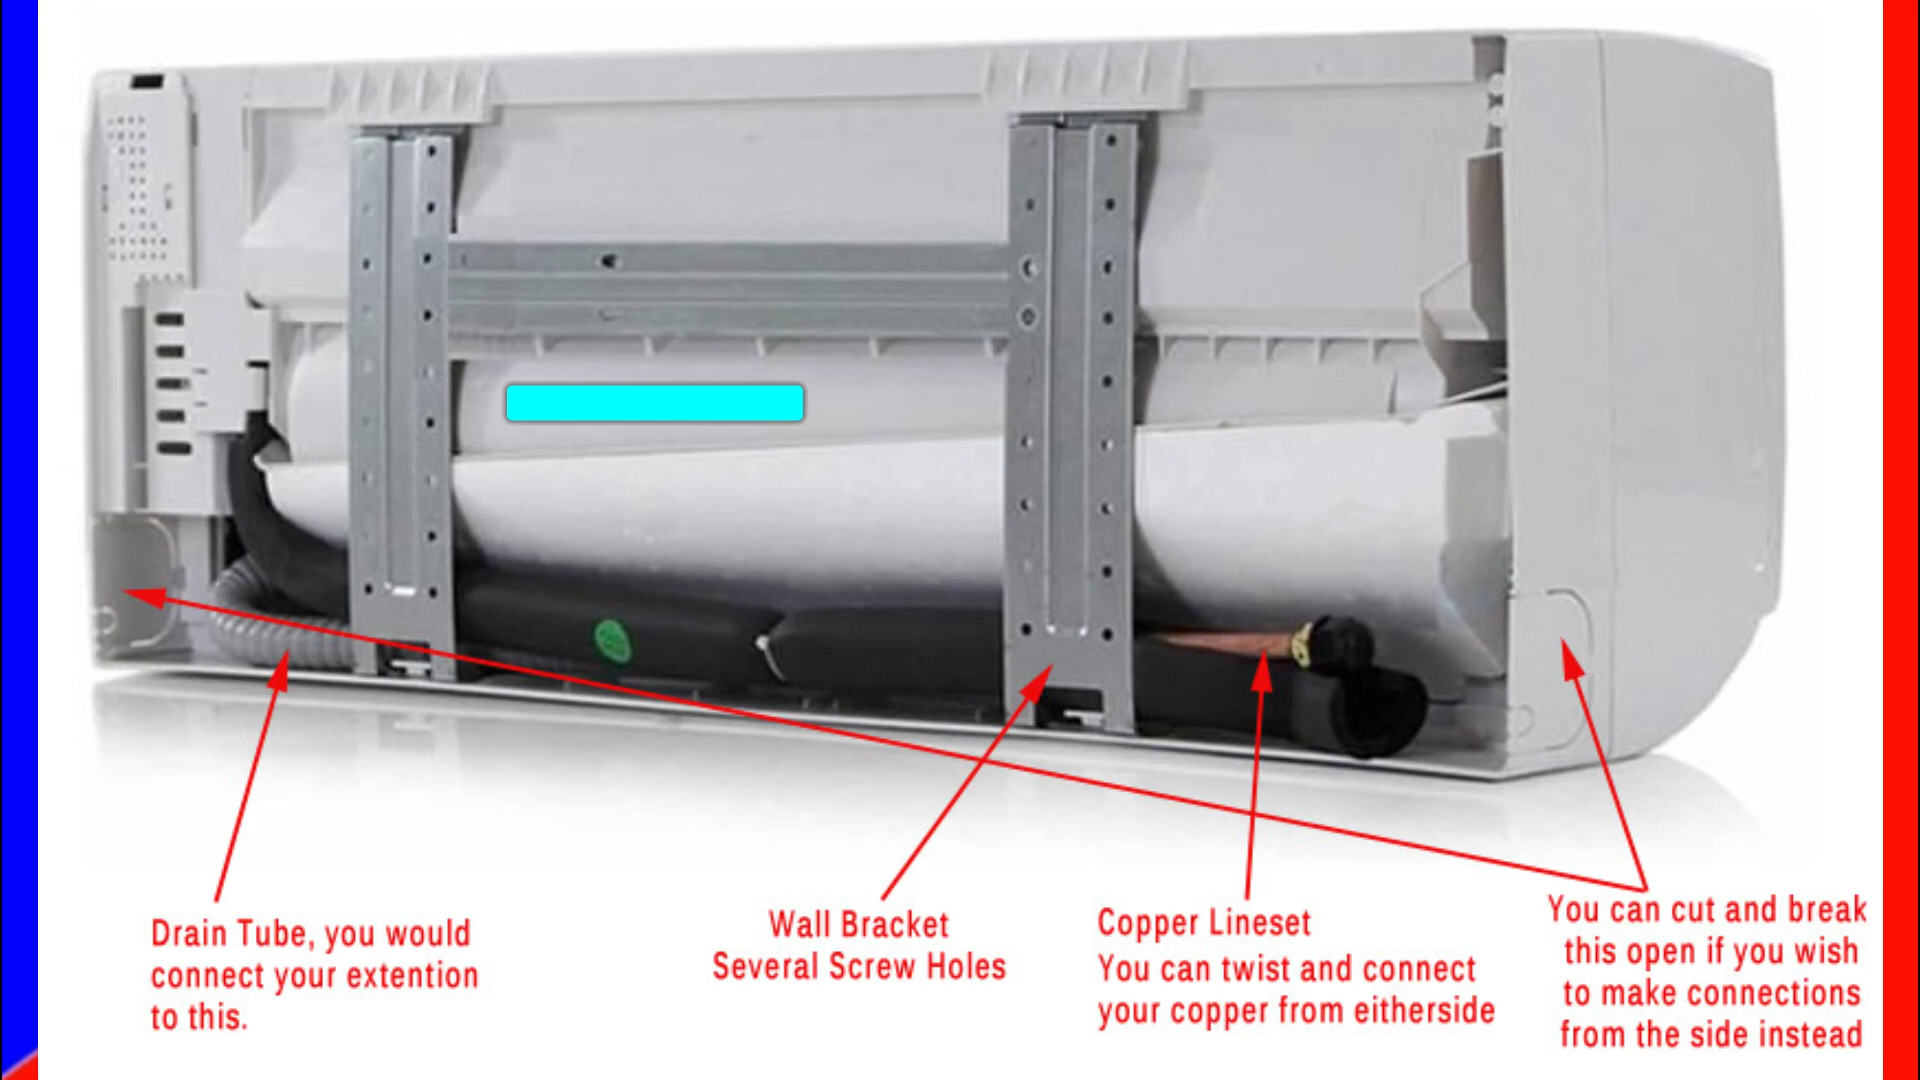 Drain Tube, you would
connect your extention
to this.
Wall Bracket
Several Screw Holes
Copper Lineset
You can twist and connect
your copper from eitherside
You can cut and break
this open if you wish
to make connections
from the side instead